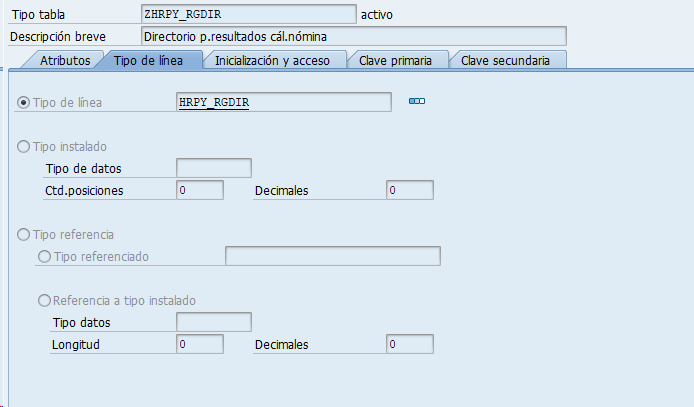 Tipo tabla ZHRPY_RGDIR activo
Descripción breve Directorio p.resultados cál.nómina
Atributos Tipo de línea Inicialización y acceso Clave primaria Clave secundaria
Tipo de línea HRPY_RGDIR
Tipo instalado
Tipo de datos
Ctd.posiciones 0 Decimales 0
Tipo referencia
Tipo referenciado
Referencia a tipo instalado
Tipo datos
Longitud 0 Decimales 0